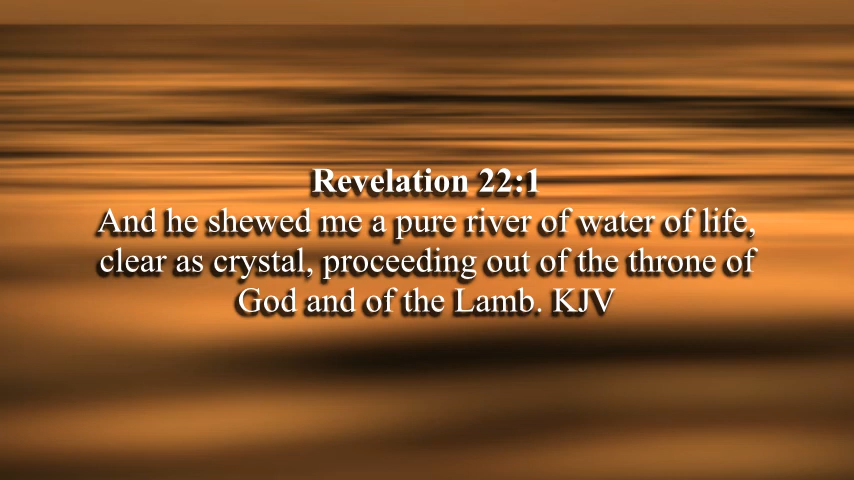 Revelation 22:1
And he shewed me a pure river of water of life,
clear as crystal, proceeding out of the throne of
God and of the Lamb. KJV